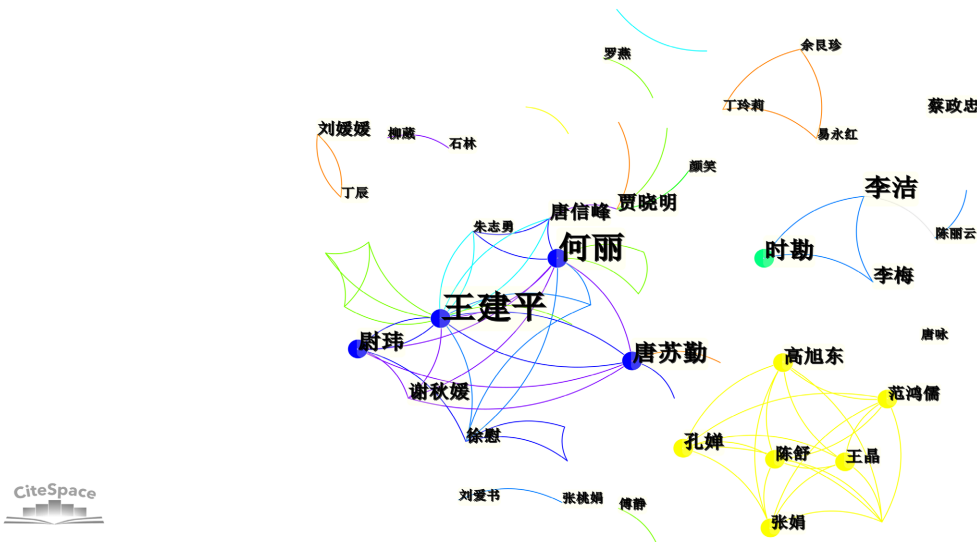 罗燕
余艮珍
丁玲莉
蔡政忠
易永红
刘媛媛
柳葳
石林
颜笑
丁辰
李洁
贾晓明
唐信峰
朱志勇
陈丽云
何丽
时勘
李梅
王建平
唐咏
尉玮
唐苏勤
高旭东
谢秋媛
范鸿儒
徐慰
孔婵
陈舒
王晶
刘爱书
张桃娟
傅静
张娟
CiteSpace